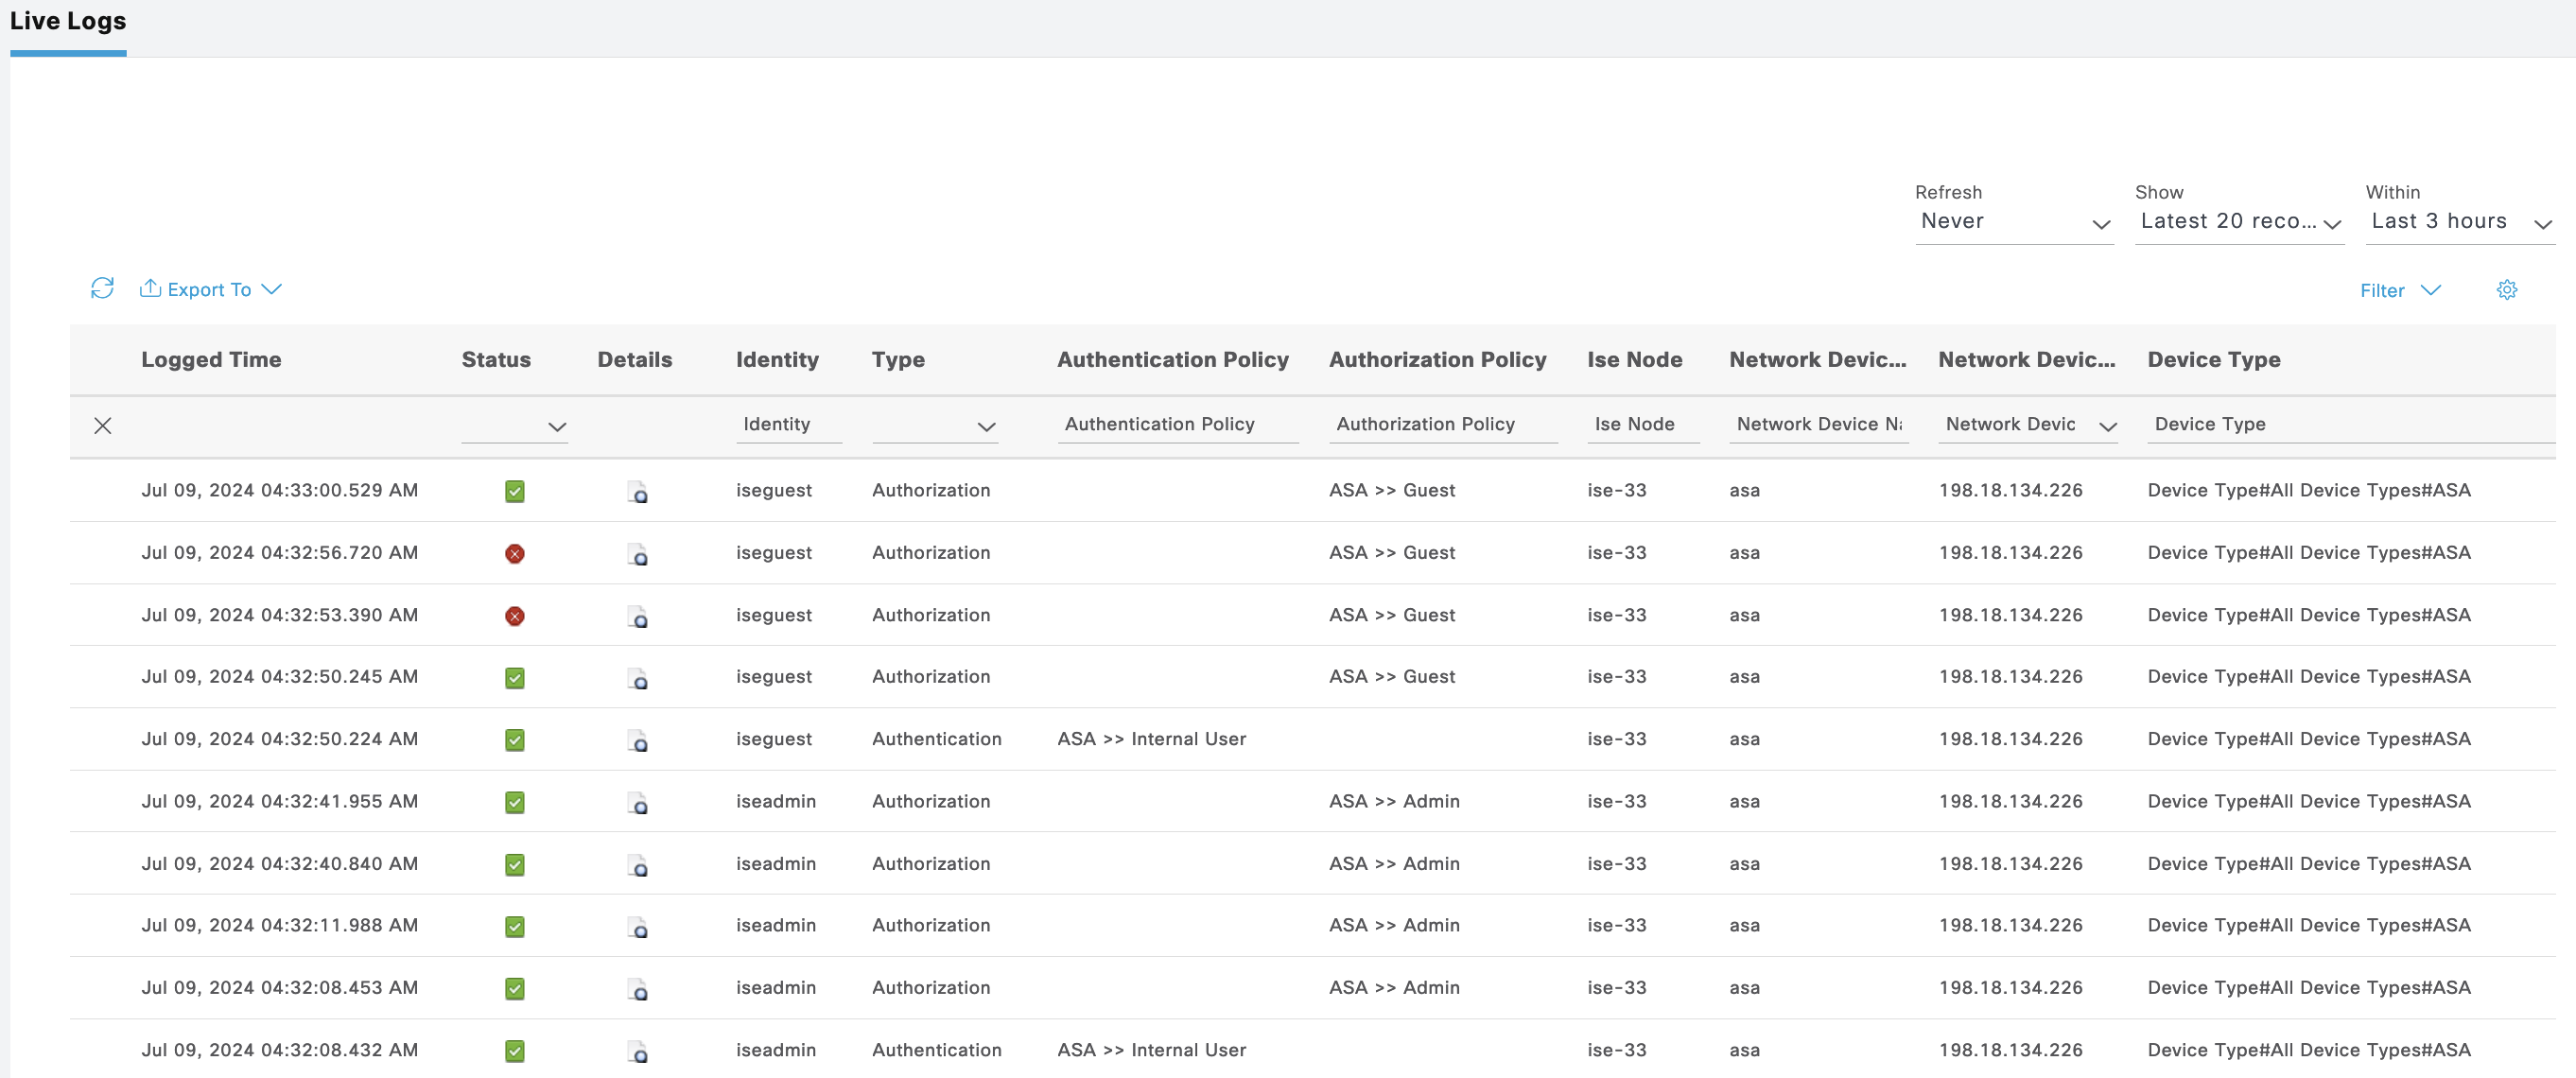 Live Logs
Refresh Show Within
Never Latest 20 reco... Last 3 hours
Export To Filter
Logged Time Status Details Identity Type Authentication Policy Authorization Policy Ise Node Network Devic... Network Devic... Device Type
Identity Authentication Policy Authorization Policy Ise Node Network Device Na Network Devic Device Type
Jul 09, 2024 04:33:00.529 AM iseguest Authorization ASA >> Guest ise-33 asa 198.18.134.226 Device Type#All Device Types#ASA
Jul 09, 2024 04:32:56.720 AM iseguest Authorization ASA >> Guest ise-33 asa 198.18.134.226 Device Type#All Device Types#ASA
Jul 09, 2024 04:32:53.390 AM iseguest Authorization ASA >> Guest ise-33 asa 198.18.134.226 Device Type#All Device Types#ASA
Jul 09, 2024 04:32:50.245 AM iseguest Authorization ASA >> Guest ise-33 asa 198.18.134.226 Device Type#All Device Types#ASA
Jul 09, 2024 04:32:50.224 AM iseguest Authentication ASA >> Internal User ise-33 asa 198.18.134.226 Device Type#All Device Types#ASA
Jul 09, 2024 04:32:41.955 AM iseadmin Authorization ASA >> Admin ise-33 asa 198.18.134.226 Device Type#All Device Types#ASA
Jul 09, 2024 04:32:40.840 AM iseadmin Authorization ASA >> Admin ise-33 asa 198.18.134.226 Device Type#All Device Types#ASA
Jul 09, 2024 04:32:11.988 AM iseadmin Authorization ASA >> Admin ise-33 asa 198.18.134.226 Device Type#All Device Types#ASA
Jul 09, 2024 04:32:08.453 AM iseadmin Authorization ASA >> Admin ise-33 asa 198.18.134.226 Device Type#All Device Types#ASA
Jul 09, 2024 04:32:08.432 AM iseadmin Authentication ASA >> Internal User ise-33 asa 198.18.134.226 Device Type#All Device Types#ASA